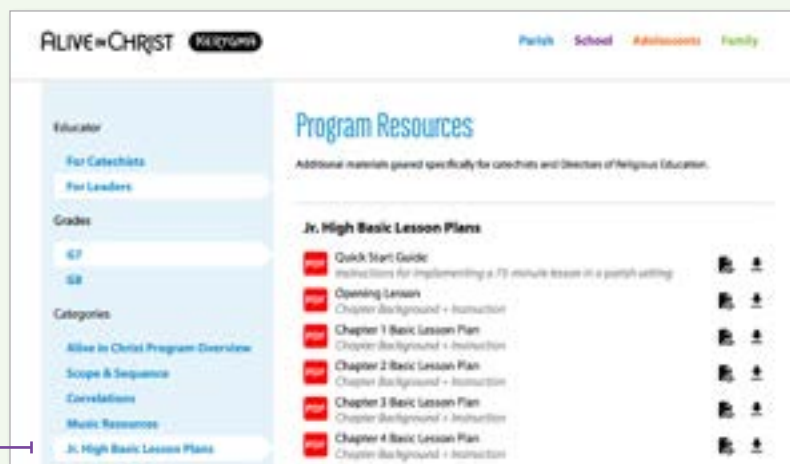 ALIVE IN CHRIST KERYGMA
Parish School Adolescents Family
Educator
For Catechists
For Leaders
Grades
G7
G8
Categories
Alive in Christ Program Overview
Scope & Sequence
Correlations
Music Resources
Jr. High Basic Lesson Plans
Program Resources
Additional materials geared specifically for catechists and Directors of Religious Education.
Jr. High Basic Lesson Plans
PDF Quick Start Guide
Instructions for implementing a 75-minute lesson in a parish setting
PDF Opening Lesson
Chapter Background + Instruction
PDF Chapter 1 Basic Lesson Plan
Chapter Background + Instruction
PDF Chapter 2 Basic Lesson Plan
Chapter Background + Instruction
PDF Chapter 3 Basic Lesson Plan
Chapter Background + Instruction
PDF Chapter 4 Basic Lesson Plan
Chapter Background + Instruction